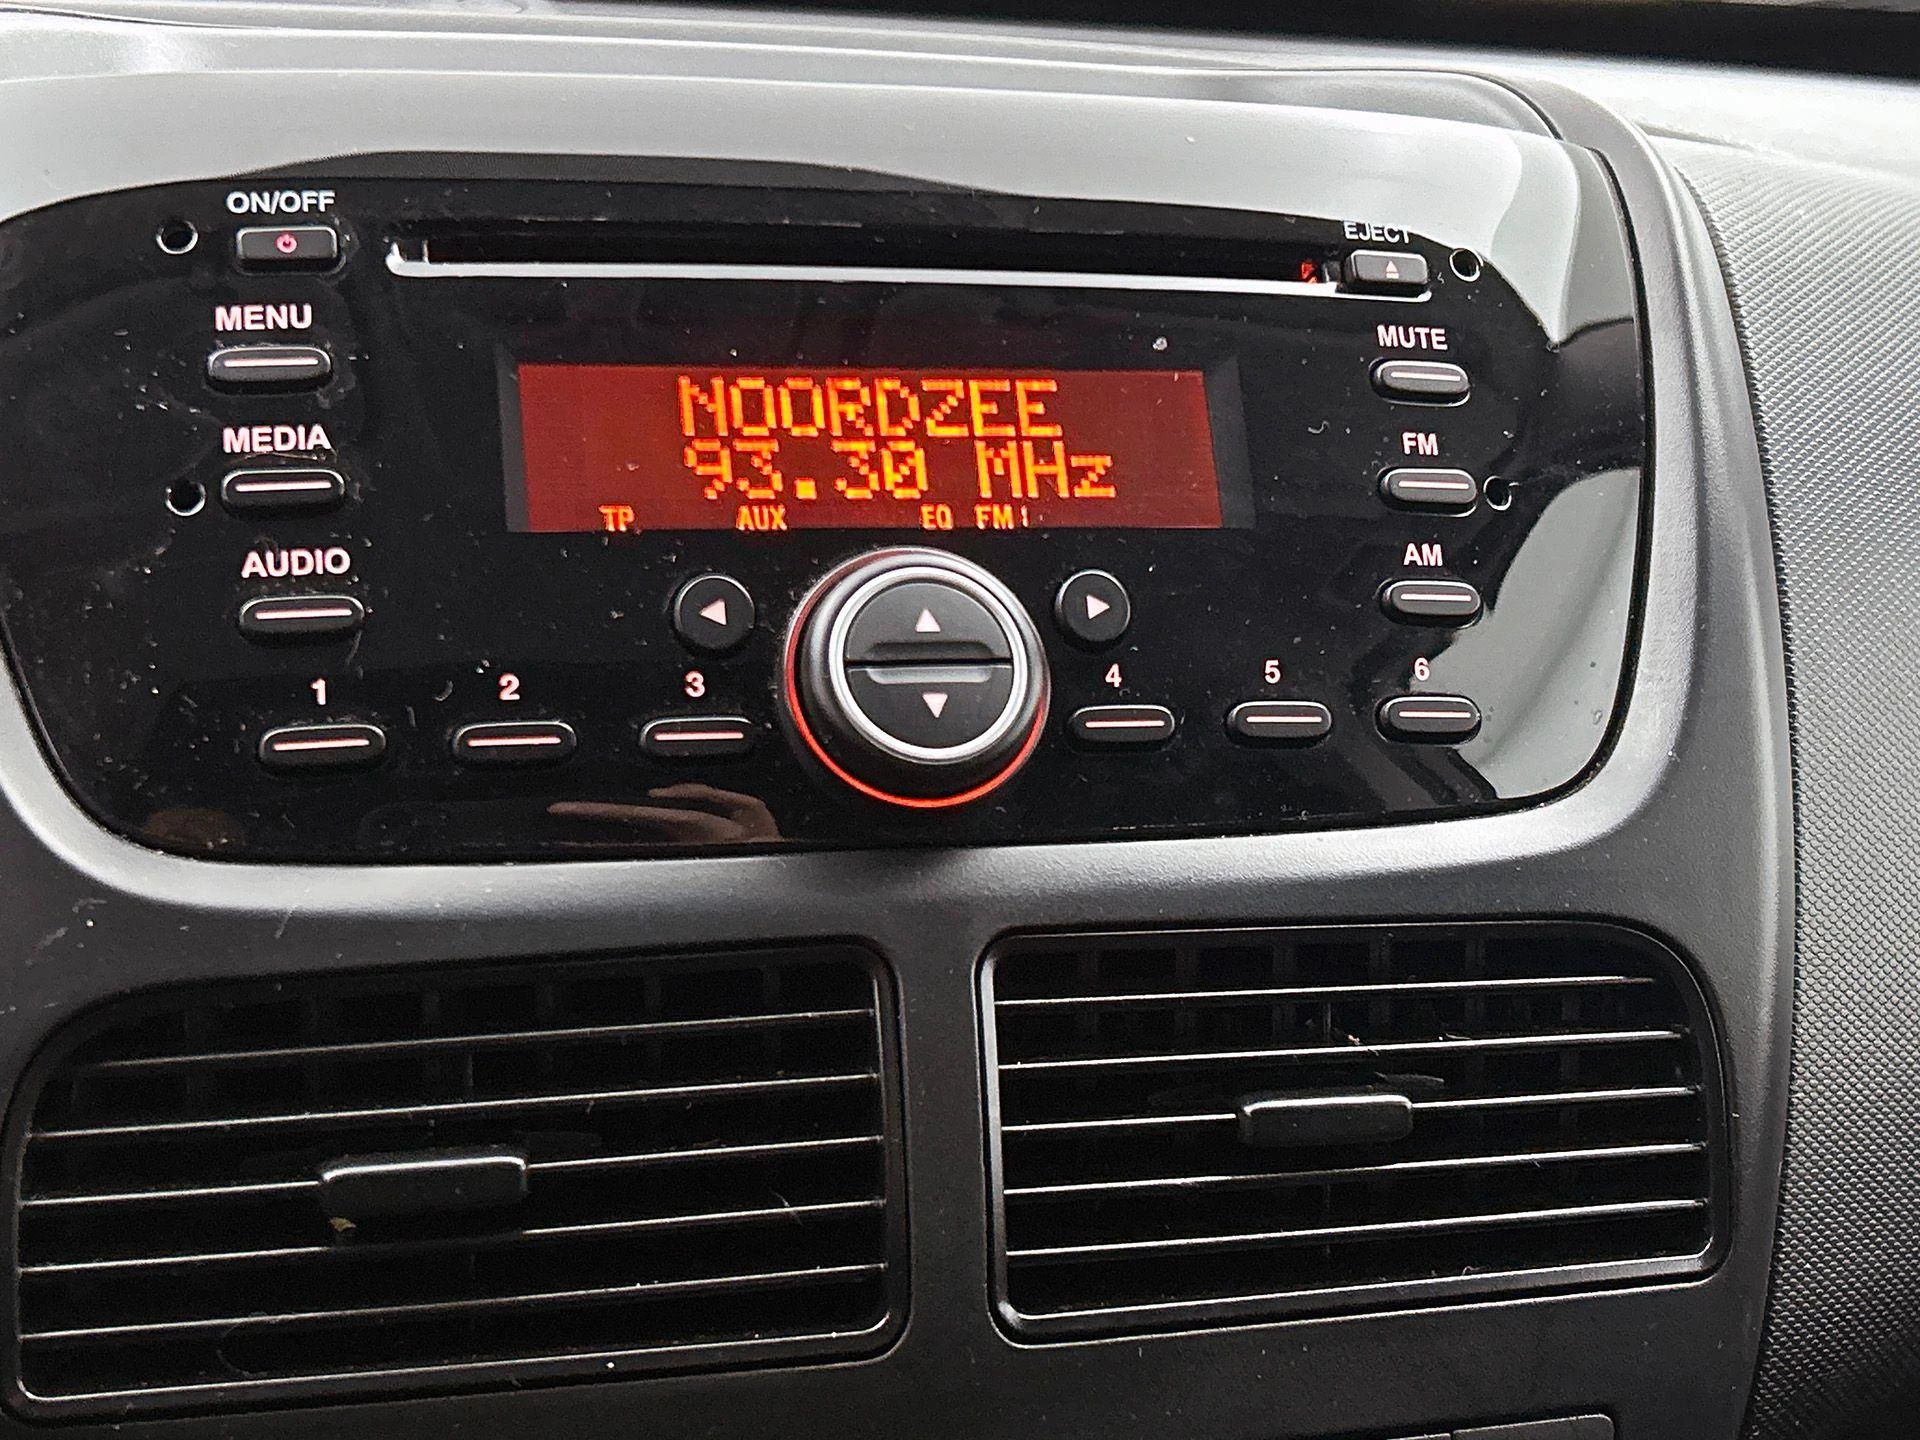 ON/OFF
EJECT
MENU
MUTE
NOORDZEE
93.30 MHz
MEDIA
FM
TP AUX EQ FM1
AUDIO
AM
1 2 3 4 5 6